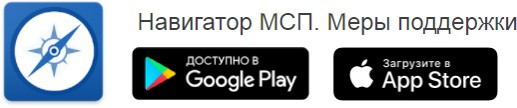 Навигатор МСП. Меры поддержки
ДОСТУПНО В
Google Play
Загрузите в
App Store